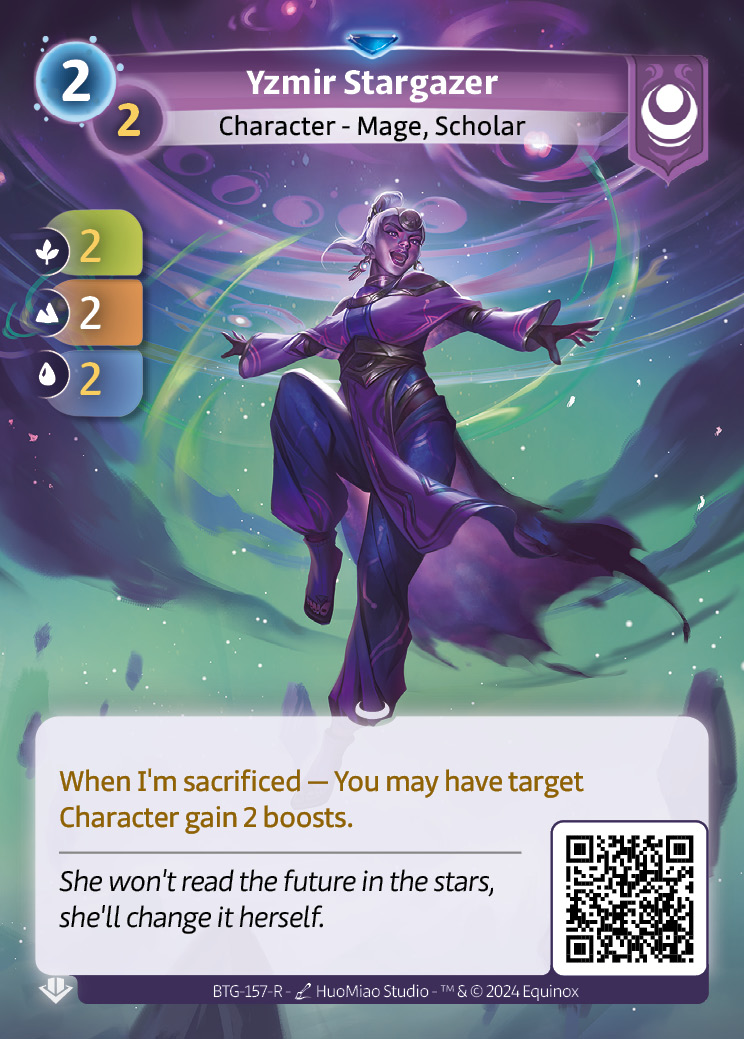 2
2
Yzmir Stargazer
Character - Mage, Scholar
2
2
2
When I'm sacrificed — You may have target
Character gain 2 boosts.
She won't read the future in the stars,
she'll change it herself.
BTG-157-R - HuoMiao Studio - ™ & © 2024 Equinox